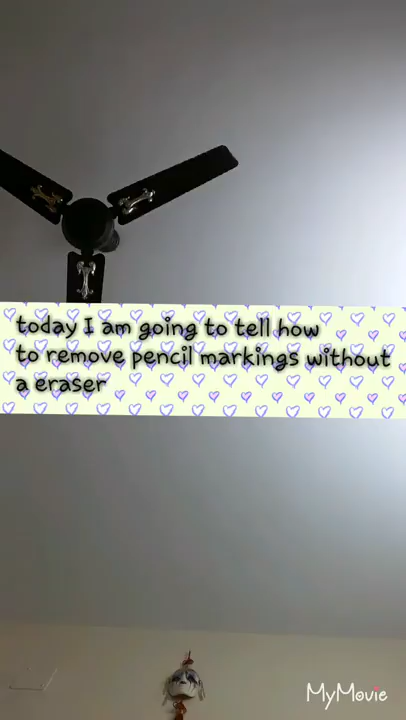 today I am going to tell how
to remove pencil markings without
a eraser
MyMovie